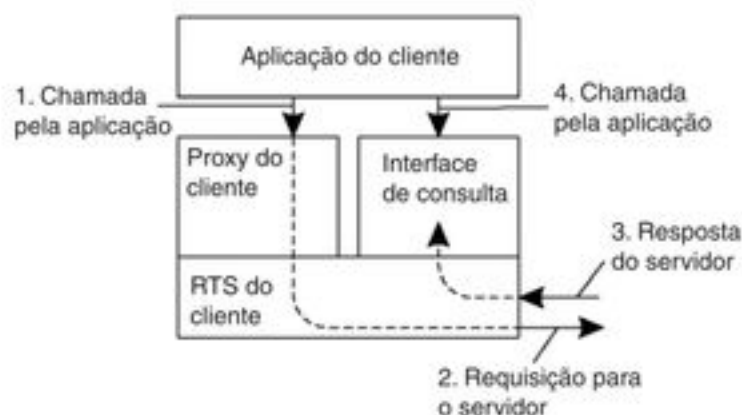 Aplicação do cliente
1. Chamada
pela aplicação
4. Chamada
pela aplicação
Proxy do
cliente
Interface
de consulta
3. Resposta
do servidor
RTS do
cliente
2. Requisição para
o servidor